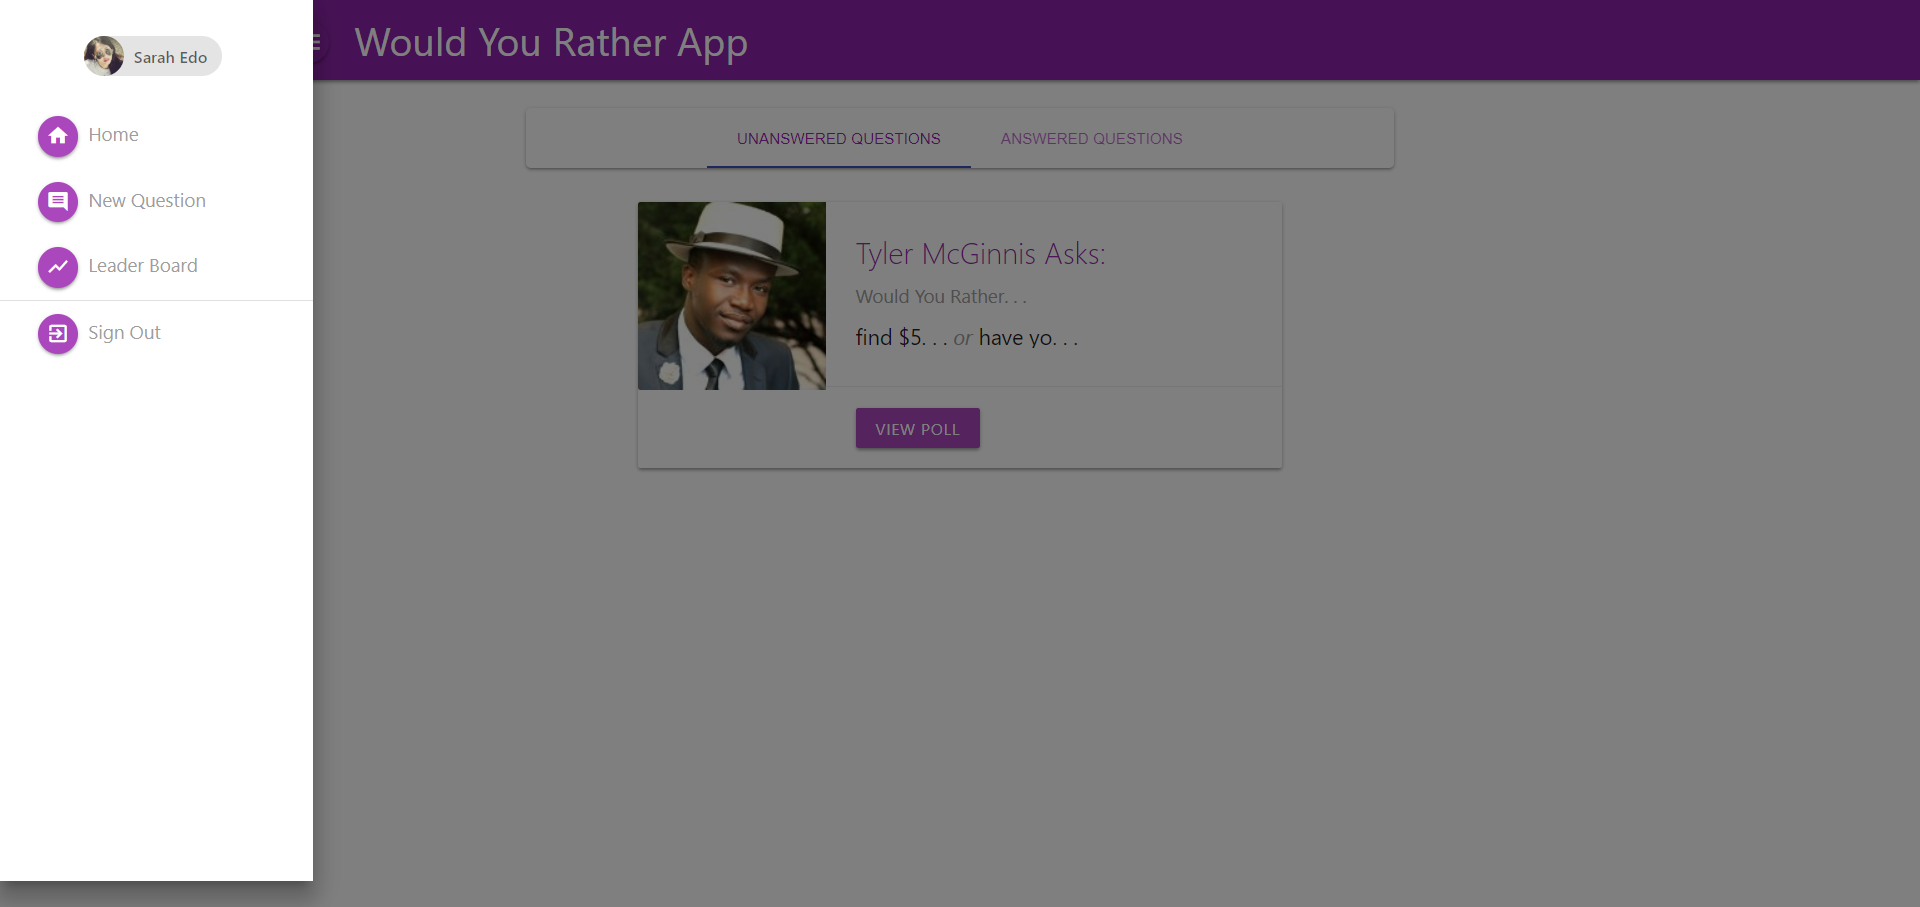 Sarah Edo
Home
New Question
Leader Board
Sign Out
Would You Rather App
UNANSWERED QUESTIONS
ANSWERED QUESTIONS
Tyler McGinnis Asks:
Would You Rather. . .
find $5. . . or have yo. . .
VIEW POLL